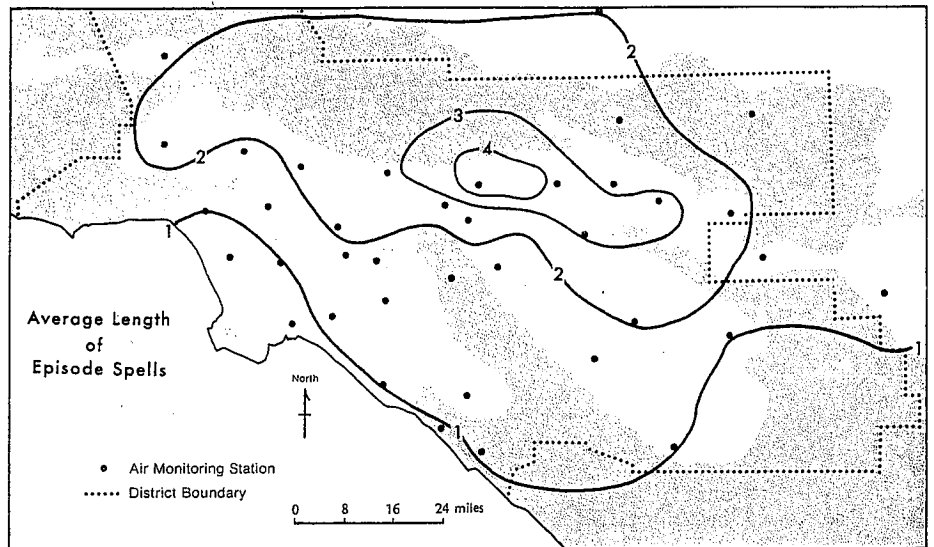 2
3
4
2
1
2
1
1
Average Length
of
Episode Spells
North
Air Monitoring Station
District Boundary
0 8 16 24 miles